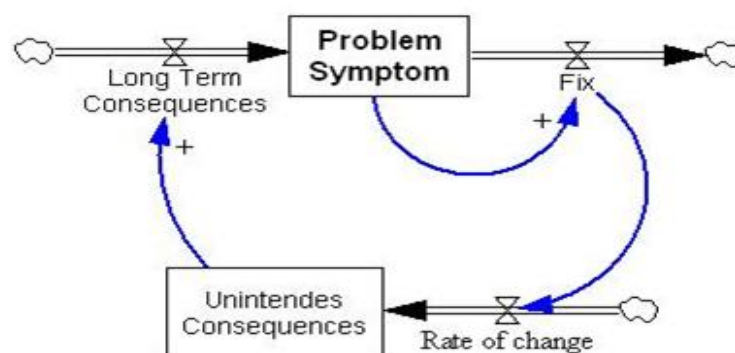 Problem
Symptom
Long Term
Consequences
Fix
+
+
Unintendes
Consequences
Rate of change